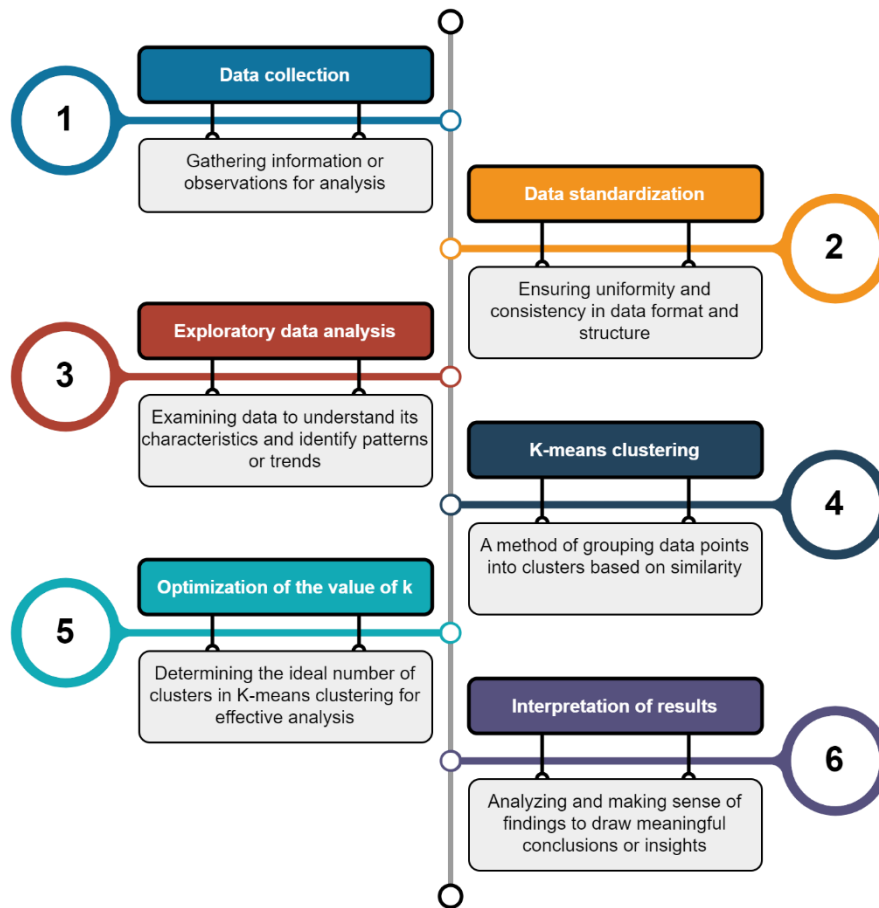 1
Data collection
Gathering information or
observations for analysis
2
Data standardization
Ensuring uniformity and
consistency in data format and
structure
3
Exploratory data analysis
Examining data to understand its
characteristics and identify patterns
or trends
4
K-means clustering
A method of grouping data points
into clusters based on similarity
5
Optimization of the value of k
Determining the ideal number of
clusters in K-means clustering for
effective analysis
6
Interpretation of results
Analyzing and making sense of
findings to draw meaningful
conclusions or insights